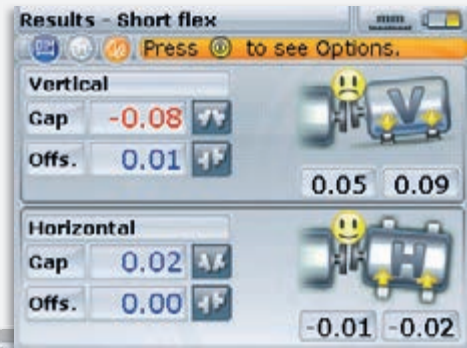 Results - Short flex mm
Press to see Options.
Vertical
Gap -0.08
Offs. 0.01
V
0.05 0.09
Horizontal
Gap 0.02
Offs. 0.00
H
-0.01 -0.02